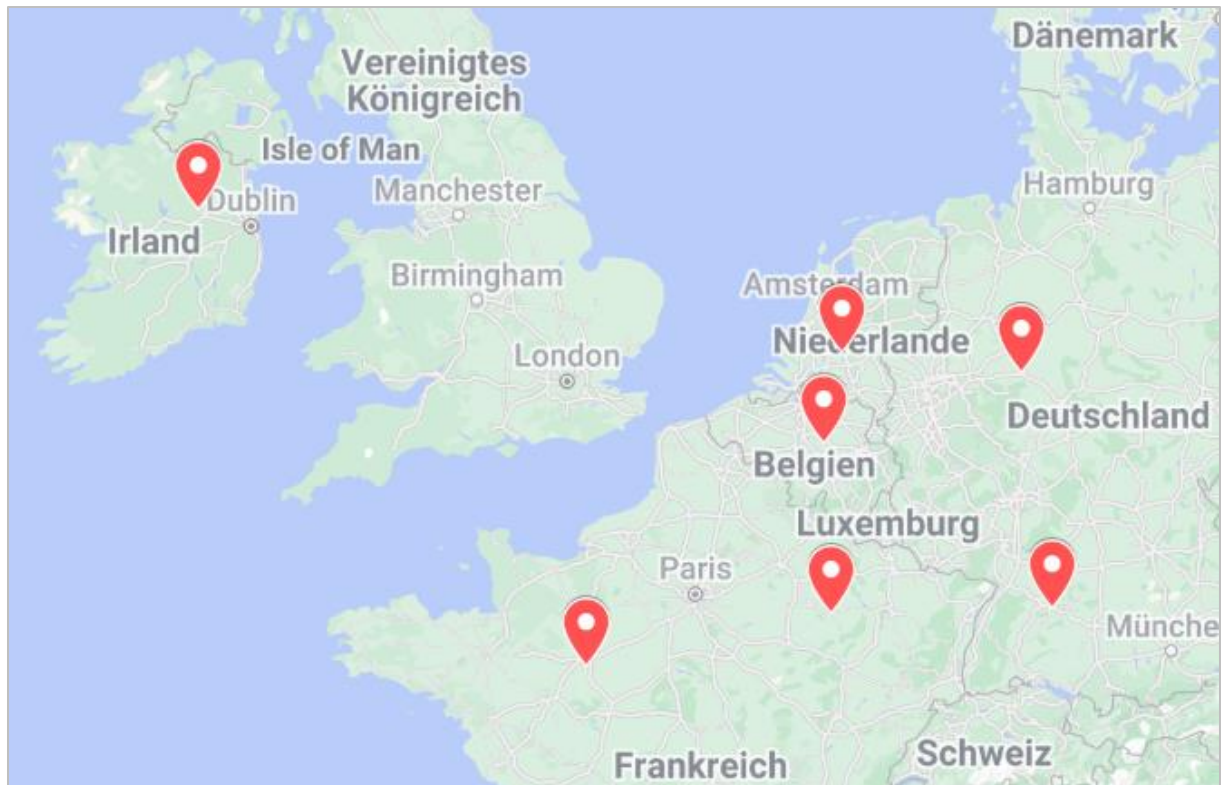 Dänemark
Vereinigtes
Königreich
Isle of Man
Hamburg
Manchester
Dublin
Irland
Birmingham
Amsterdam
Niederlande
London
Deutschland
Belgien
Luxemburg
Paris
Münche
Schweiz
Frankreich